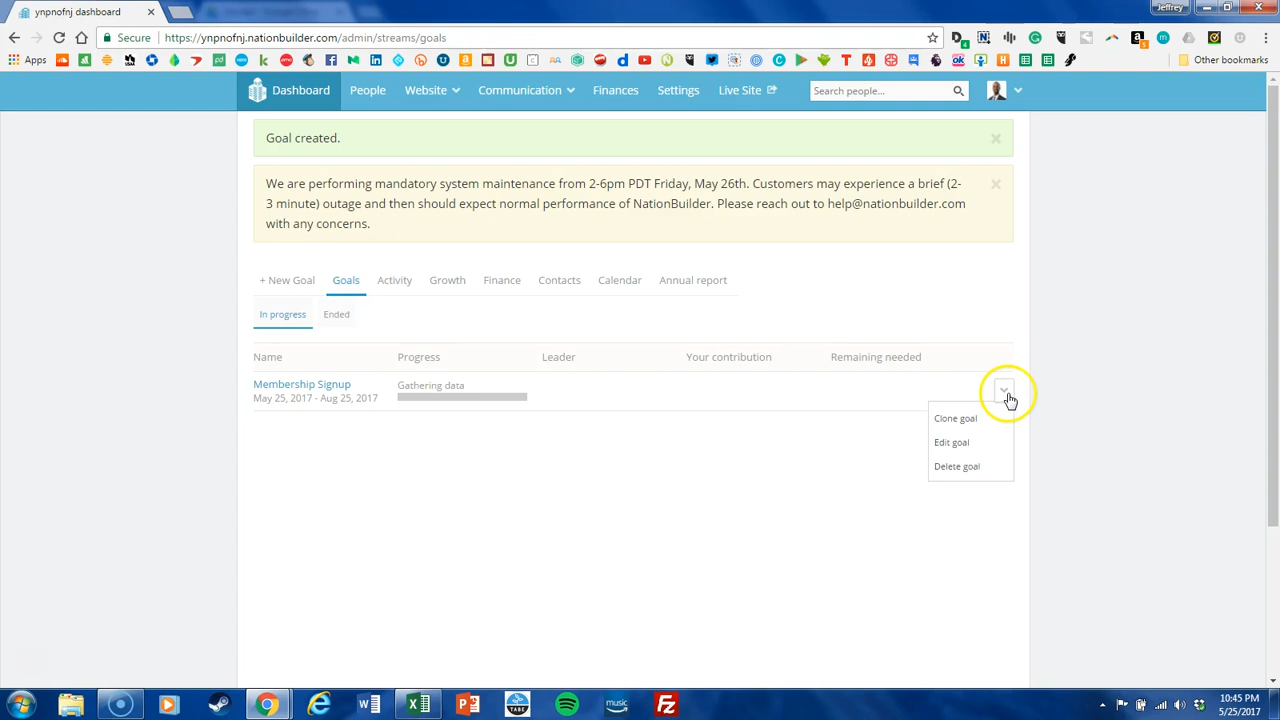 ynpnofnj dashboard
Jeffrey
Secure
https://ynpnofnj.nationbuilder.com/admin/streams/goals
Apps
Other bookmarks
Dashboard
People
Website
Communication
Finances
Settings
Live Site
Search people...
Goal created.
We are performing mandatory system maintenance from 2-6pm PDT Friday, May 26th. Customers may experience a brief (2-
3 minute) outage and then should expect normal performance of NationBuilder. Please reach out to help@nationbuilder.com
with any concerns.
+ New Goal
Goals
Activity
Growth
Finance
Contacts
Calendar
Annual report
In progress
Ended
Name
Progress
Leader
Your contribution
Remaining needed
Membership Signup
Gathering data
May 25, 2017 - Aug 25, 2017
Clone goal
Edit goal
Delete goal
10:45 PM
5/25/2017